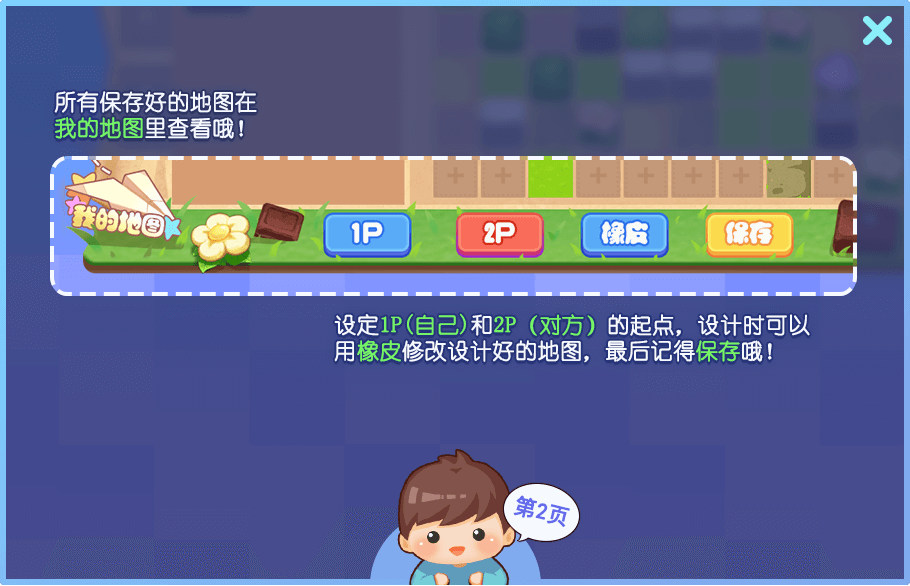 所有保存好的地图在
我的地图里查看哦！
我的地图
1P
2P
橡皮
保存
设定1P(自己)和2P（对方）的起点，设计时可以
用橡皮修改设计好的地图，最后记得保存哦！
第2页